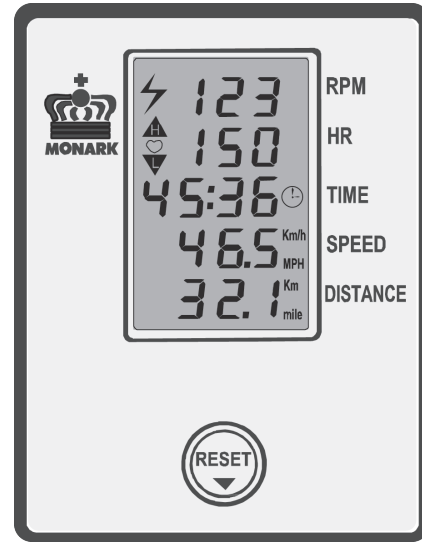 123 RPM
H
MONARK 150 HR
L
45:36 TIME
46.5 Km/h MPH SPEED
32.1 Km mile DISTANCE
RESET